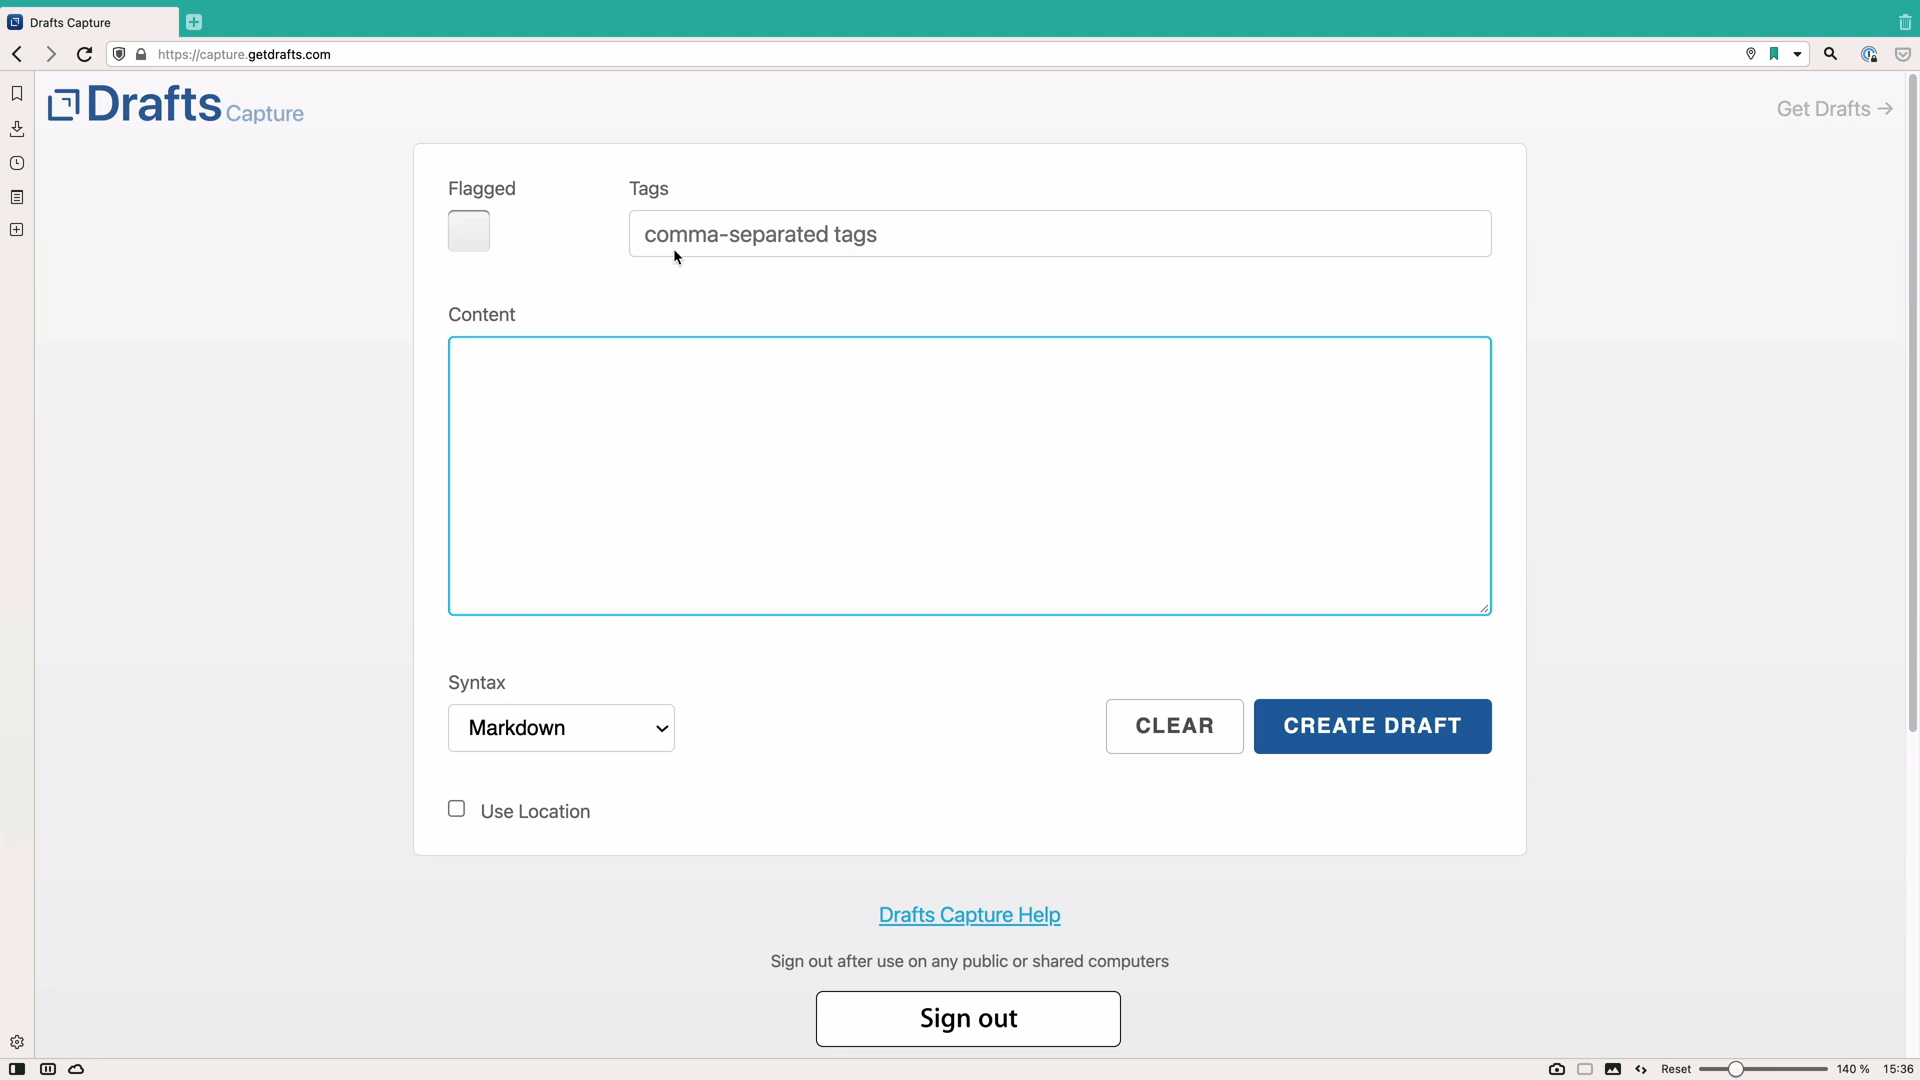 Drafts Capture
https://capture.getdrafts.com
Drafts Capture
Get Drafts →
Flagged
Tags
comma-separated tags
Content
Syntax
Markdown
CLEAR
CREATE DRAFT
Use Location
Drafts Capture Help
Sign out after use on any public or shared computers
Sign out
Reset
140 %
15:36